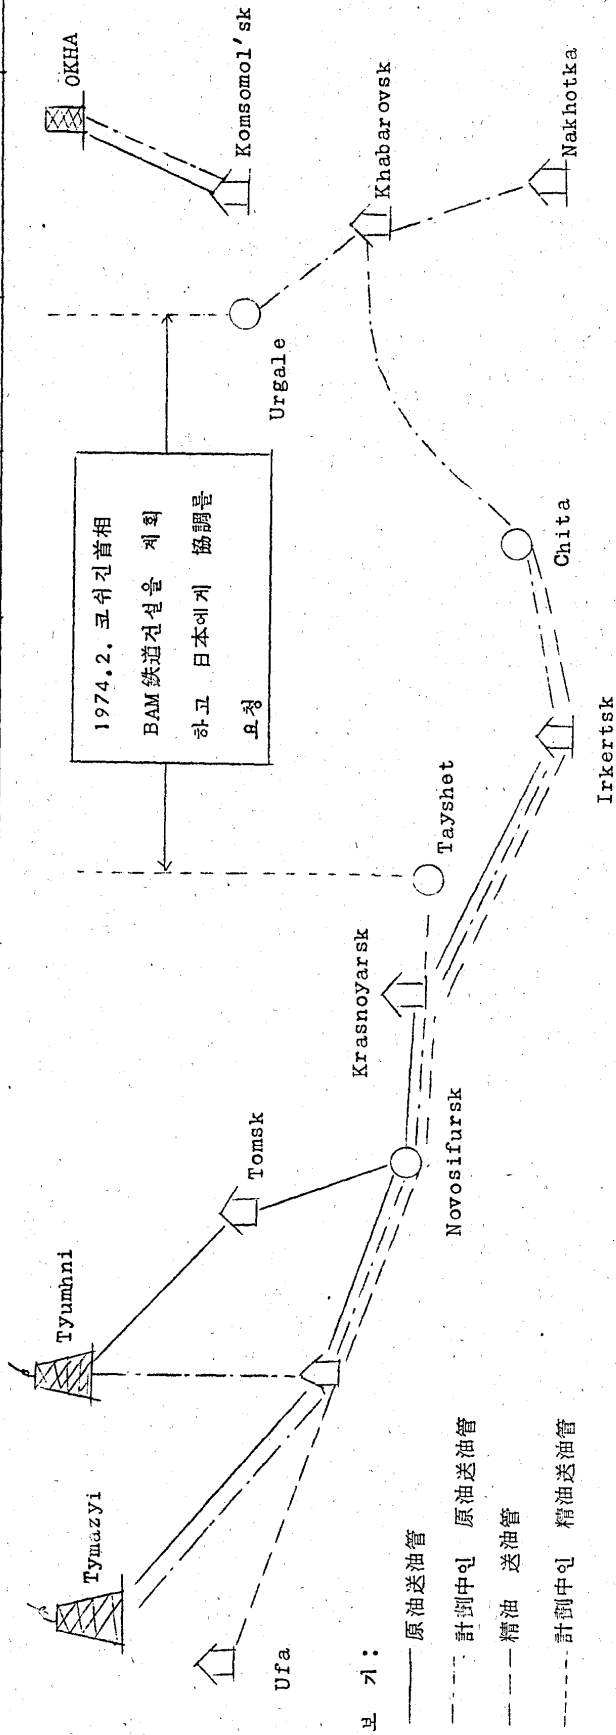 Tymazyi
Tyumhni
OKHA
Komsomol'sk
Tomsk
Ufa
Novosifursk
Krasnoyarsk
Tayshet
Irkertsk
Chita
Urgale
Khabarovsk
Nakhotka
1974.2. 코쉬긴首相
BAM 鉄道건설을 계획
하고 日本에게 協調를
요청
보 기:
原油送油管
計劃中인 原油送油管
精油 送油管
計劃中인 精油送油管